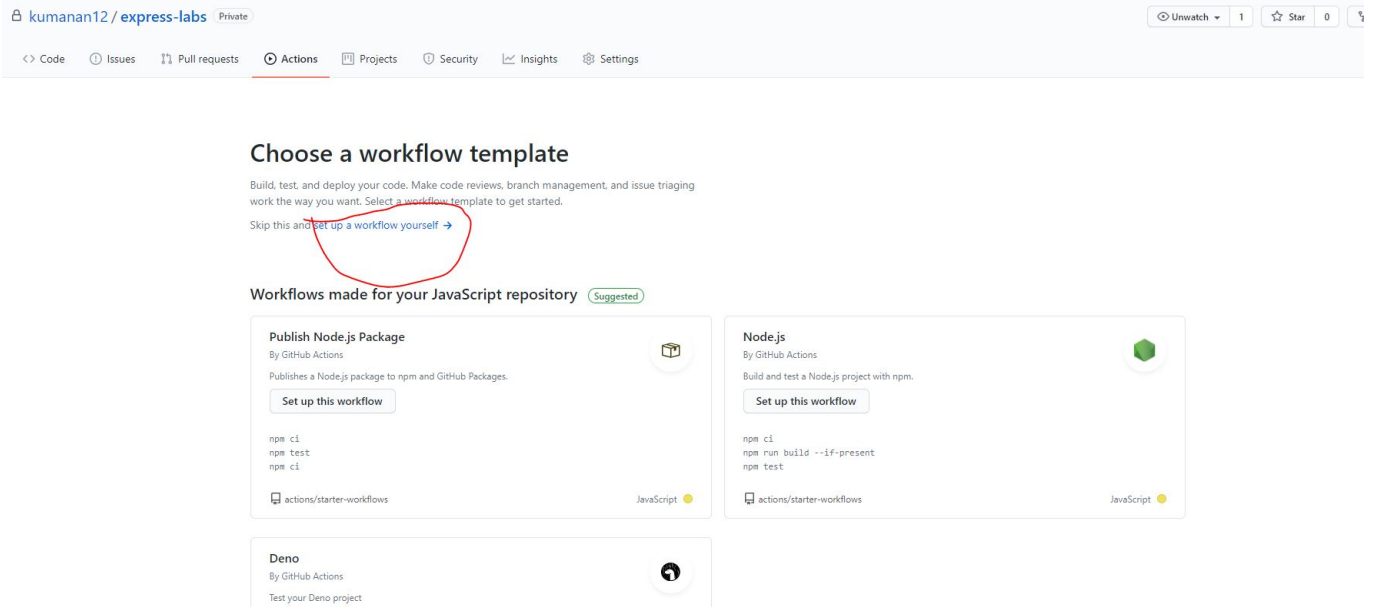 kumanan12 / express-labs Private
Unwatch 1 Star 0
Code Issues Pull requests Actions Projects Security Insights Settings
Choose a workflow template
Build, test, and deploy your code. Make code reviews, branch management, and issue triaging
work the way you want. Select a workflow template to get started.
Skip this and set up a workflow yourself →
Workflows made for your JavaScript repository Suggested
Publish Node.js Package
By GitHub Actions
Publishes a Node.js package to npm and GitHub Packages.
Set up this workflow
npm ci
npm test
npm ci
actions/starter-workflows JavaScript
Node.js
By GitHub Actions
Build and test a Node.js project with npm.
Set up this workflow
npm ci
npm run build --if-present
npm test
actions/starter-workflows JavaScript
Deno
By GitHub Actions
Test your Deno project